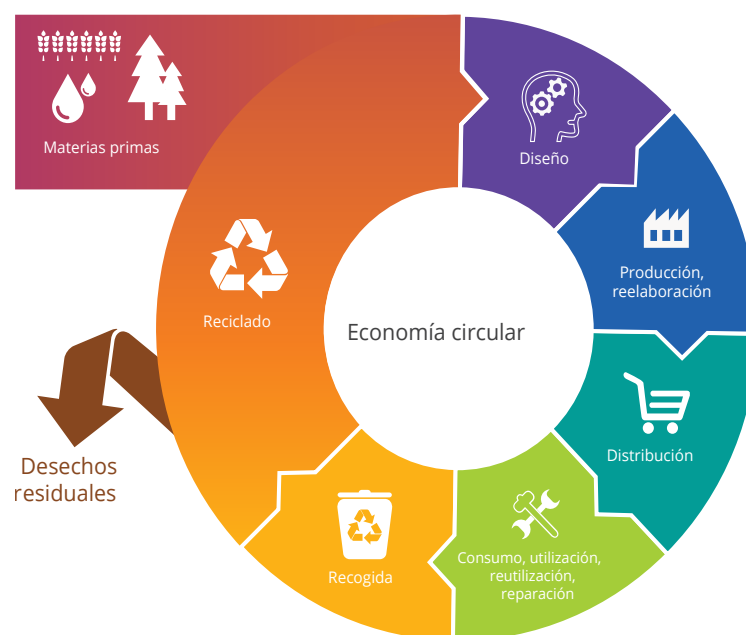 Materias primas
Diseño
Producción,
reelaboración
Reciclado
Economía circular
Distribución
Desechos
residuales
Consumo, utilización,
reutilización,
reparación
Recogida